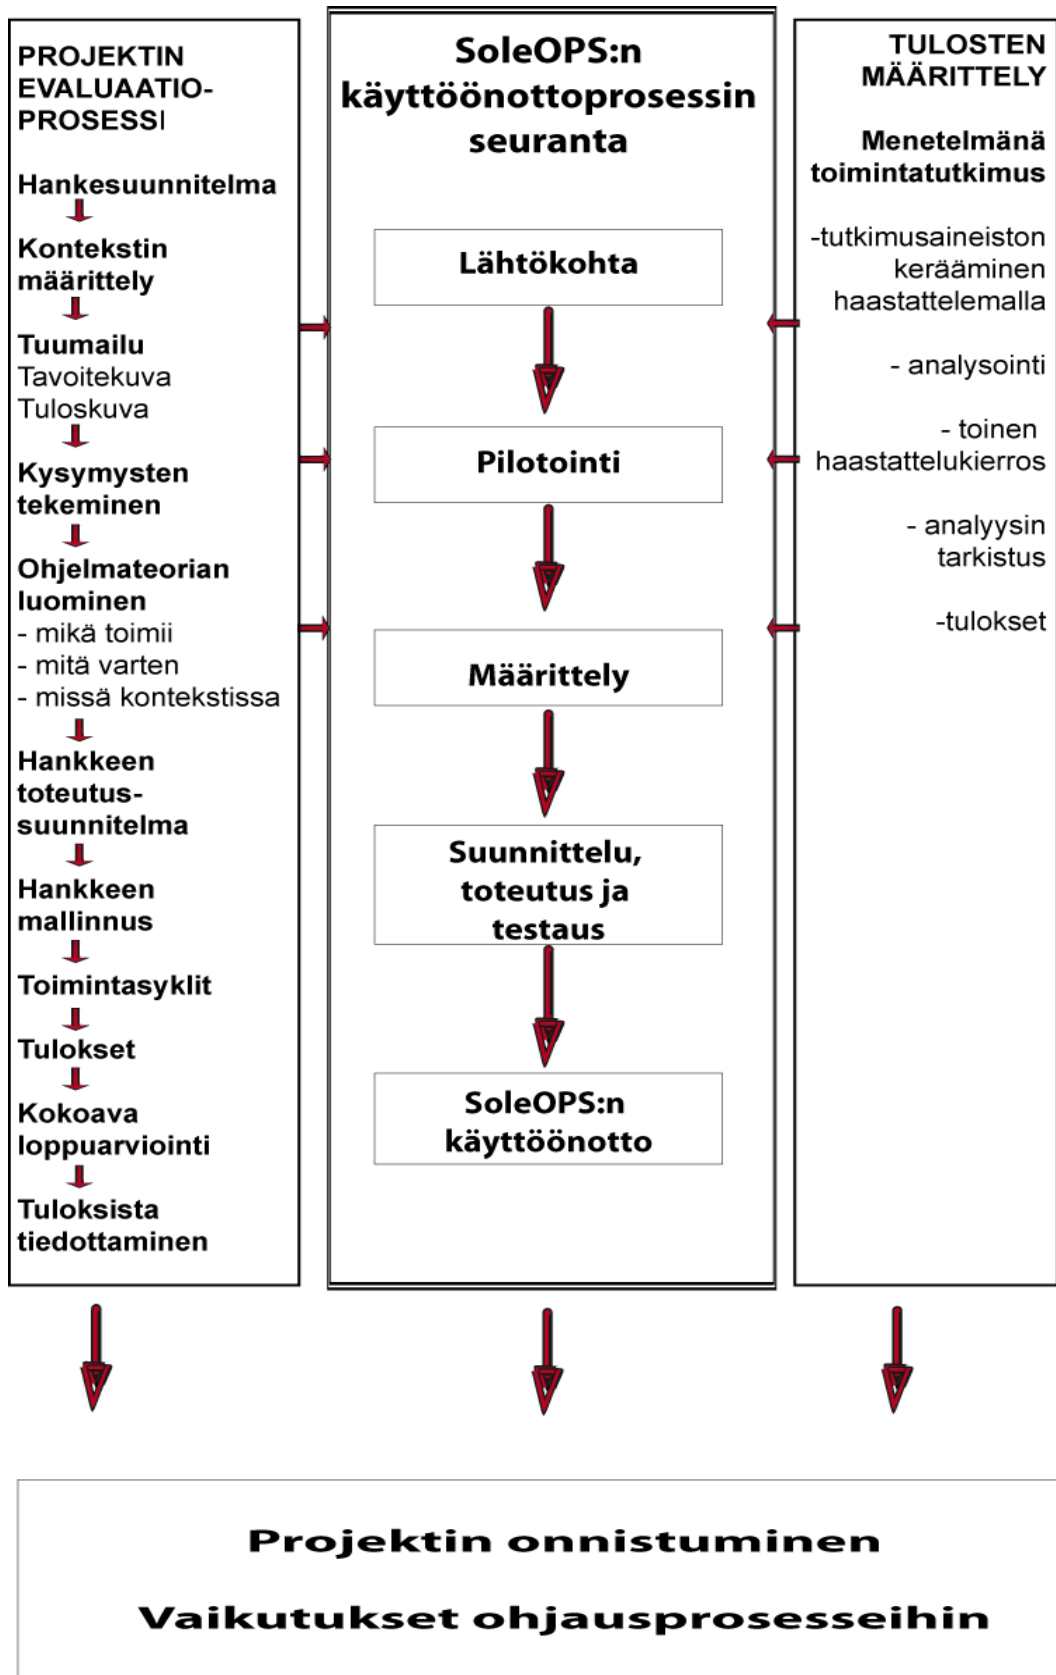 PROJEKTIN
EVALUAATIO-
PROSESSI
Hankesuunnitelma
Kontekstin
määrittely
Tuumailu
Tavoitekuva
Tuloskuva
Kysymysten
tekeminen
Ohjelmateorian
luominen
- mikä toimii
- mitä varten
- missä kontekstissa
Hankkeen
toteutus-
suunnitelma
Hankkeen
mallinnus
Toimintasyklit
Tulokset
Kokoava
loppuarviointi
Tuloksista
tiedottaminen
SoleOPS:n
käyttöönottoprosessin
seuranta
Lähtökohta
Pilotointi
Määrittely
Suunnittelu,
toteutus ja
testaus
SoleOPS:n
käyttöönotto
TULOSTEN
MÄÄRITTELY
Menetelmänä
toimintatutkimus
-tutkimusaineiston
kerääminen
haastattelemalla
- analysointi
- toinen
haastattelukierros
- analyysin
tarkistus
-tulokset
Projektin onnistuminen
Vaikutukset ohjausprosesseihin